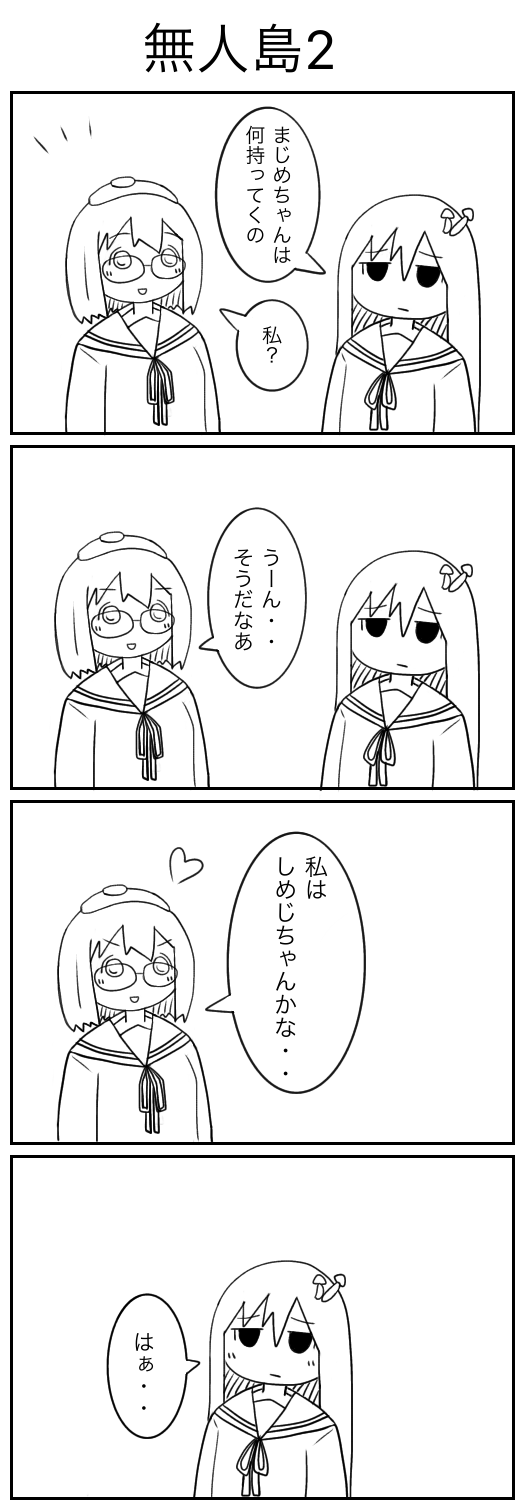 無人島2
まじめちゃんは
何持ってくの
私?
うーん・・
そうだなあ
私は
しめじちゃんかな・・
はぁ・・